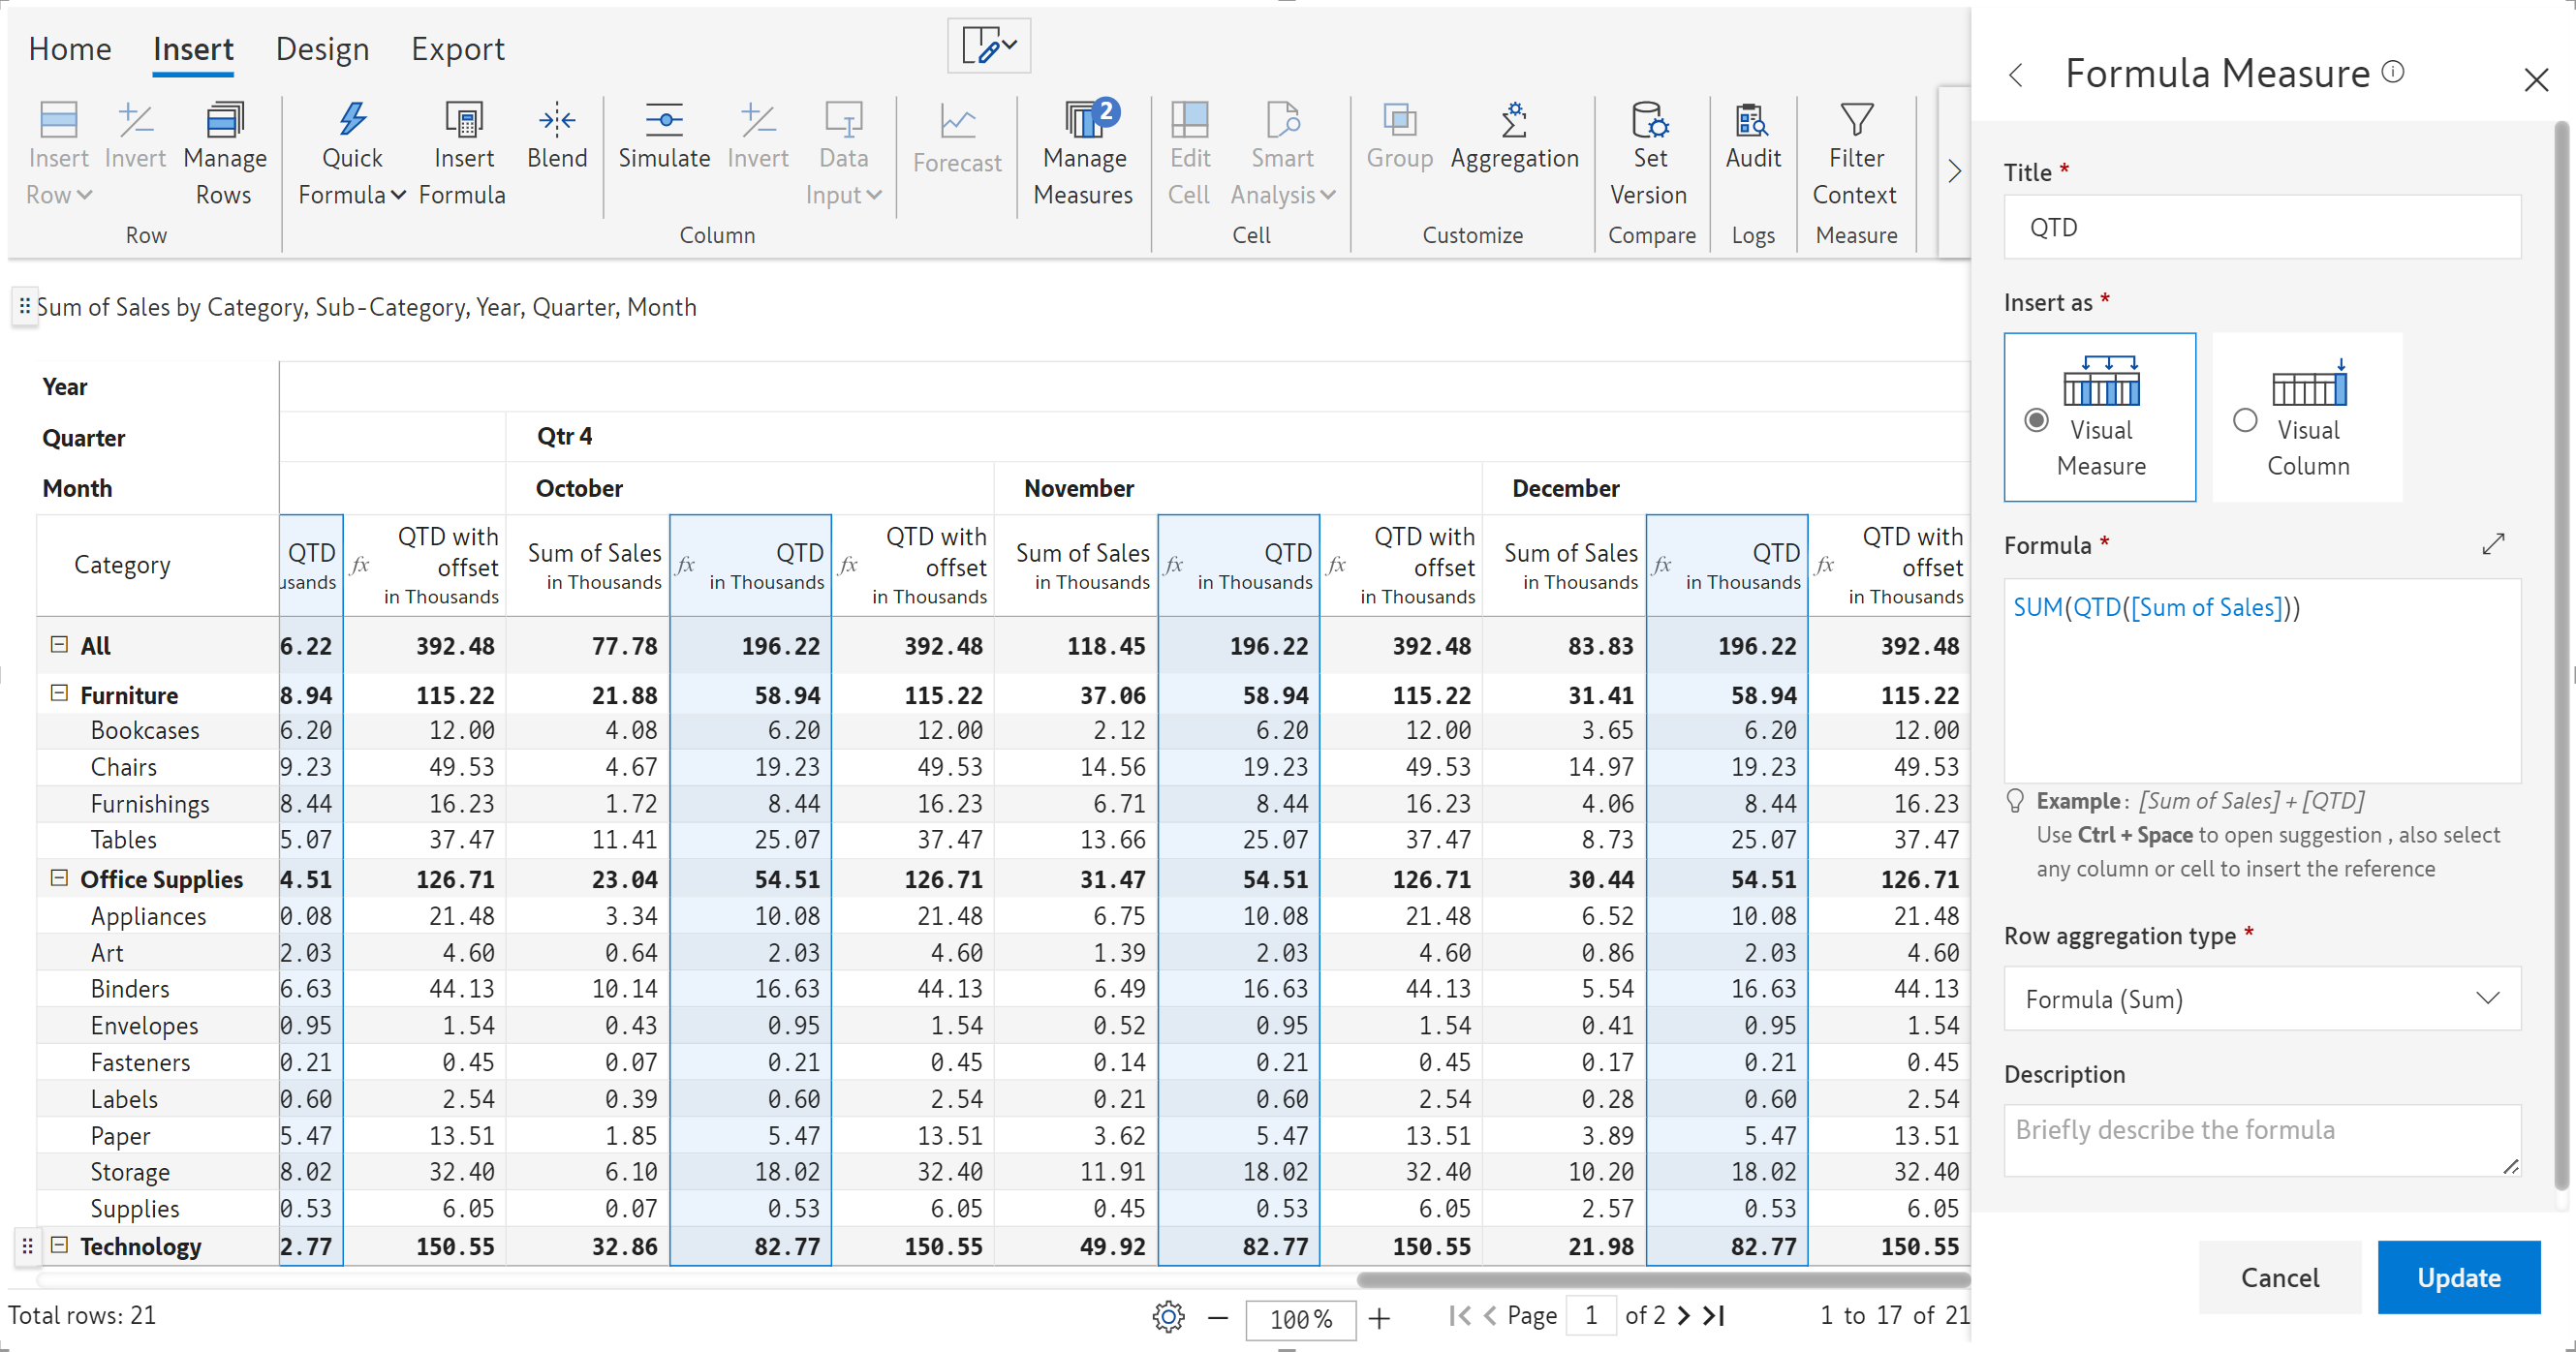 Home Insert Design Export
Insert Row Invert Manage Rows Quick Formula Insert Formula Blend Simulate Invert Data Input Forecast Manage Measures 2 Edit Cell Smart Analysis Group Aggregation Set Version Audit Filter Context
Row Column Cell Customize Compare Logs Measure
Sum of Sales by Category, Sub-Category, Year, Quarter, Month
Year
Quarter Qtr 4
Month October November December
Category QTD usands fx QTD with offset in Thousands Sum of Sales in Thousands fx QTD in Thousands fx QTD with offset in Thousands Sum of Sales in Thousands fx QTD in Thousands fx QTD with offset in Thousands Sum of Sales in Thousands fx QTD in Thousands fx QTD with offset in Thousands
All 6.22 392.48 77.78 196.22 392.48 118.45 196.22 392.48 83.83 196.22 392.48
Furniture 8.94 115.22 21.88 58.94 115.22 37.06 58.94 115.22 31.41 58.94 115.22
Bookcases 6.20 12.00 4.08 6.20 12.00 2.12 6.20 12.00 3.65 6.20 12.00
Chairs 9.23 49.53 4.67 19.23 49.53 14.56 19.23 49.53 14.97 19.23 49.53
Furnishings 8.44 16.23 1.72 8.44 16.23 6.71 8.44 16.23 4.06 8.44 16.23
Tables 5.07 37.47 11.41 25.07 37.47 13.66 25.07 37.47 8.73 25.07 37.47
Office Supplies 4.51 126.71 23.04 54.51 126.71 31.47 54.51 126.71 30.44 54.51 126.71
Appliances 0.08 21.48 3.34 10.08 21.48 6.75 10.08 21.48 6.52 10.08 21.48
Art 2.03 4.60 0.64 2.03 4.60 1.39 2.03 4.60 0.86 2.03 4.60
Binders 6.63 44.13 10.14 16.63 44.13 6.49 16.63 44.13 5.54 16.63 44.13
Envelopes 0.95 1.54 0.43 0.95 1.54 0.52 0.95 1.54 0.41 0.95 1.54
Fasteners 0.21 0.45 0.07 0.21 0.45 0.14 0.21 0.45 0.17 0.21 0.45
Labels 0.60 2.54 0.39 0.60 2.54 0.21 0.60 2.54 0.28 0.60 2.54
Paper 5.47 13.51 1.85 5.47 13.51 3.62 5.47 13.51 3.89 5.47 13.51
Storage 8.02 32.40 6.10 18.02 32.40 11.91 18.02 32.40 10.20 18.02 32.40
Supplies 0.53 6.05 0.07 0.53 6.05 0.45 0.53 6.05 2.57 0.53 6.05
Technology 2.77 150.55 32.86 82.77 150.55 49.92 82.77 150.55 21.98 82.77 150.55
Total rows: 21 100% Page 1 of 2 1 to 17 of 21
Formula Measure
Title *
QTD
Insert as *
Visual Measure Visual Column
Formula *
SUM(QTD([Sum of Sales]))
Example: [Sum of Sales] + [QTD]
Use Ctrl + Space to open suggestion , also select
any column or cell to insert the reference
Row aggregation type *
Formula (Sum)
Description
Briefly describe the formula
Cancel Update